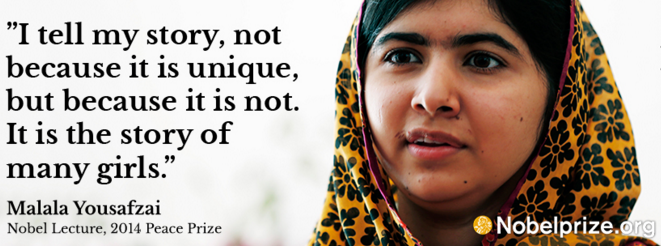 ”I tell my story, not
because it is unique,
but because it is not.
It is the story of
many girls.”
Malala Yousafzai
Nobel Lecture, 2014 Peace Prize
Nobelprize.org